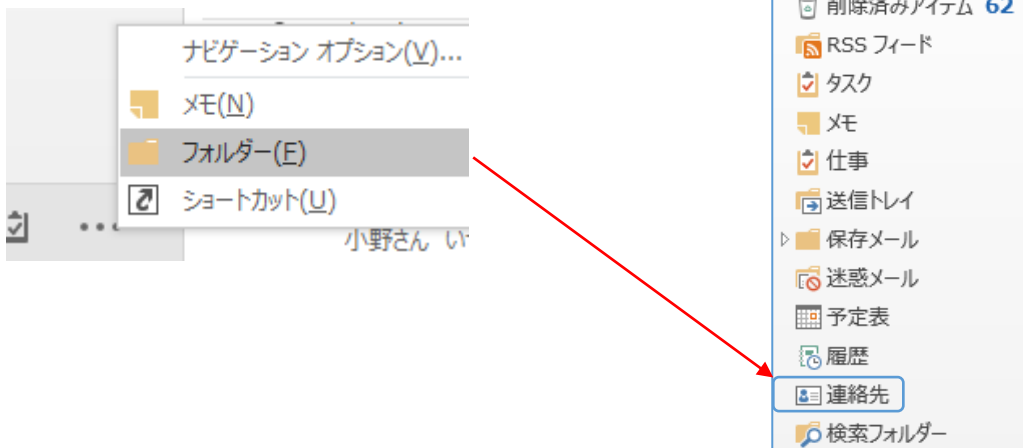 ナビゲーション オプション(V)...
メモ(N)
フォルダー(F)
ショートカット(U)
小野さん
削除済みアイテム 62
RSS フィード
タスク
メモ
仕事
送信トレイ
保存メール
迷惑メール
予定表
履歴
連絡先
検索フォルダー